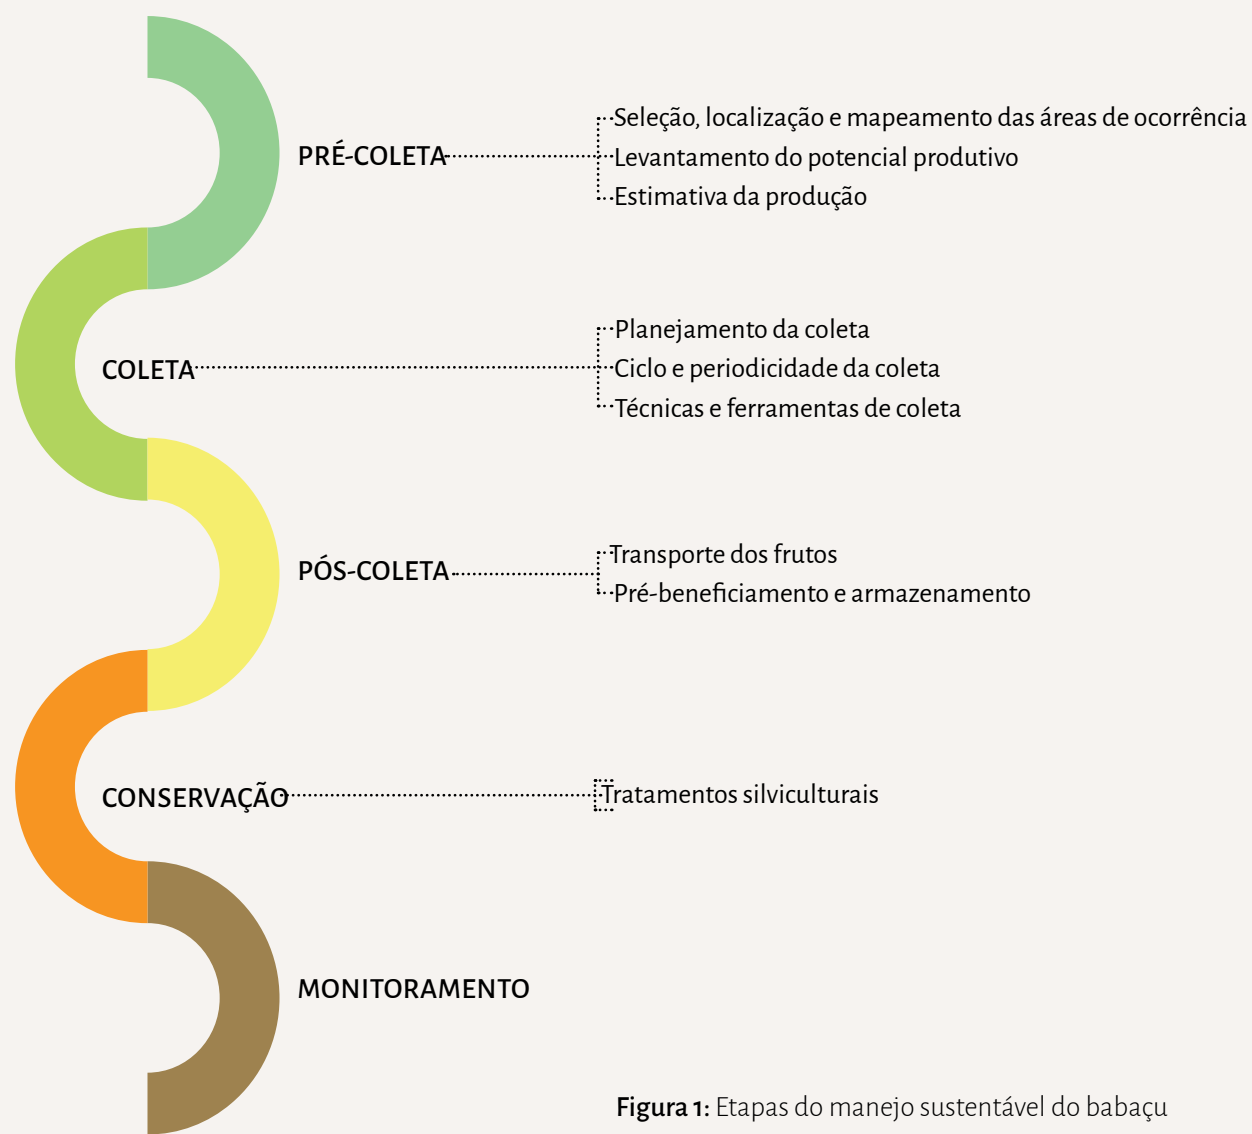 PRÉ-COLETA
Seleção, localização e mapeamento das áreas de ocorrência
Levantamento do potencial produtivo
Estimativa da produção
COLETA
Planejamento da coleta
Ciclo e periodicidade da coleta
Técnicas e ferramentas de coleta
PÓS-COLETA
Transporte dos frutos
Pré-beneficiamento e armazenamento
CONSERVAÇÃO
Tratamentos silviculturais
MONITORAMENTO
Figura 1: Etapas do manejo sustentável do babaçu